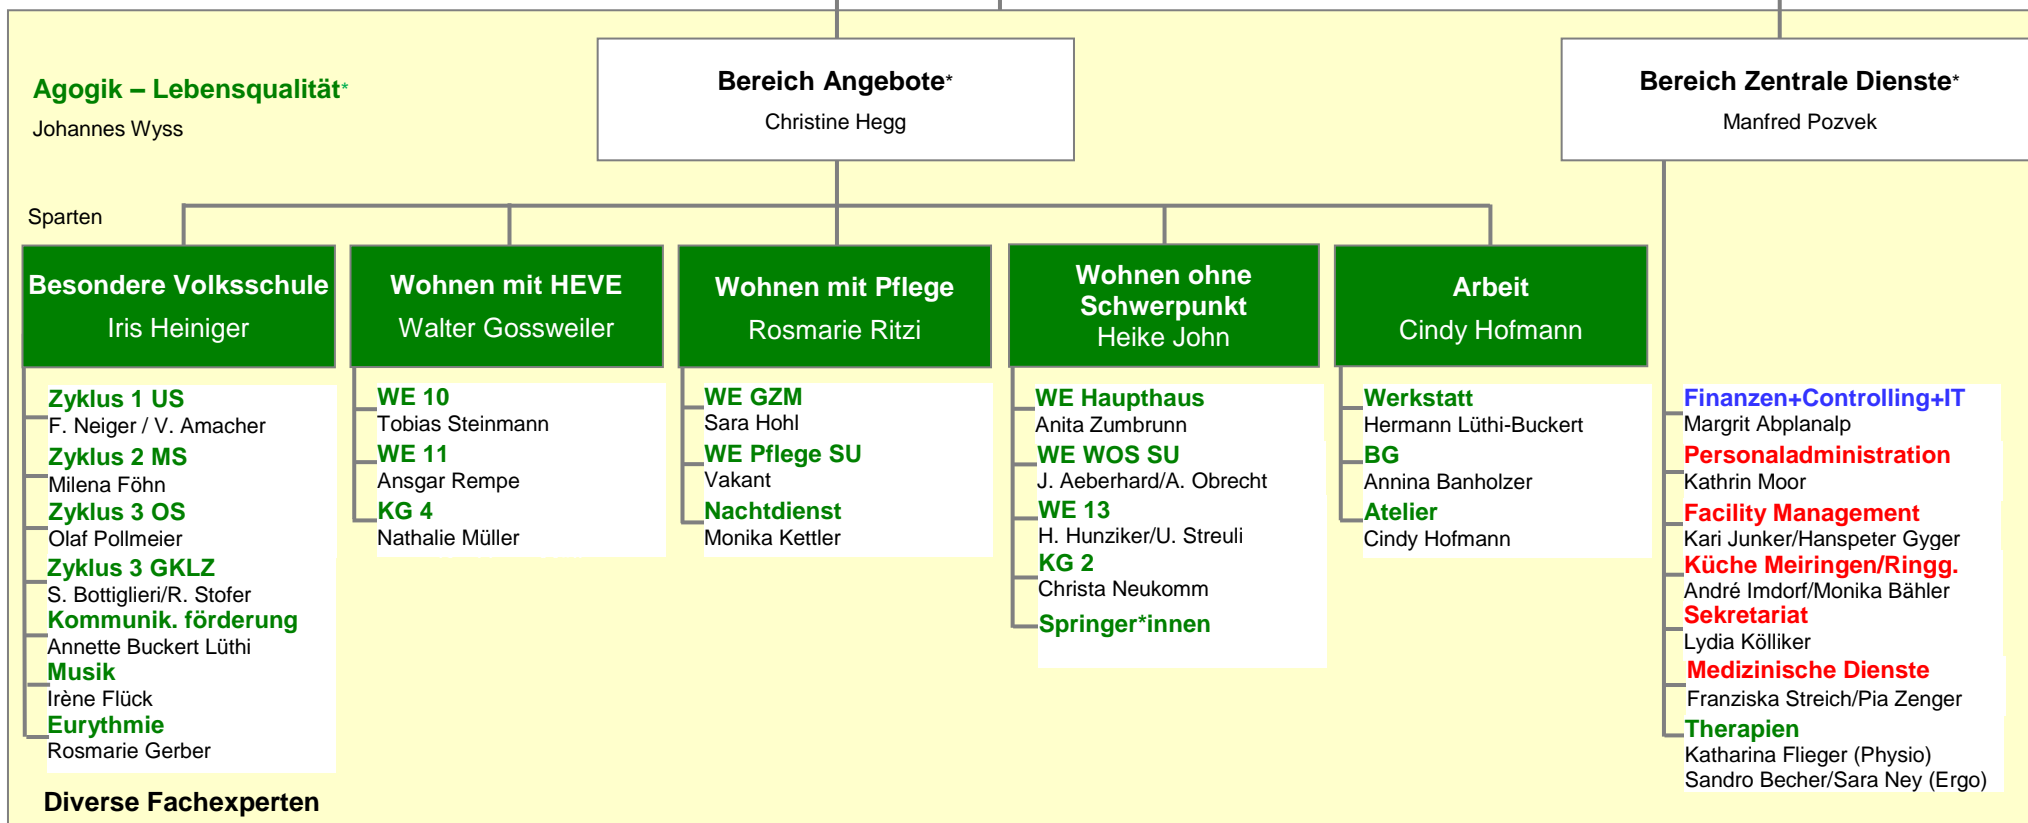 Agogik – Lebensqualität*
Johannes Wyss
Bereich Angebote*
Christine Hegg
Bereich Zentrale Dienste*
Manfred Pozvek
Sparten
Besondere Volksschule
Iris Heiniger
Zyklus 1 US
F. Neiger / V. Amacher
Zyklus 2 MS
Milena Föhn
Zyklus 3 OS
Olaf Pollmeier
Zyklus 3 GKLZ
S. Bottiglieri/R. Stofer
Kommunik. förderung
Annette Buckert Lüthi
Musik
Irène Flück
Eurythmie
Rosmarie Gerber
Wohnen mit HEVE
Walter Gossweiler
WE 10
Tobias Steinmann
WE 11
Ansgar Rempe
KG 4
Nathalie Müller
Wohnen mit Pflege
Rosmarie Ritzi
WE GZM
Sara Hohl
WE Pflege SU
Vakant
Nachtdienst
Monika Kettler
Wohnen ohne
Schwerpunkt
Heike John
WE Haupthaus
Anita Zumbrunn
WE WOS SU
J. Aeberhard/A. Obrecht
WE 13
H. Hunziker/U. Streuli
KG 2
Christa Neukomm
Springer*innen
Arbeit
Cindy Hofmann
Werkstatt
Hermann Lüthi-Buckert
BG
Annina Banholzer
Atelier
Cindy Hofmann
Finanzen+Controlling+IT
Margrit Abplanalp
Personaladministration
Kathrin Moor
Facility Management
Kari Junker/Hanspeter Gyger
Küche Meiringen/Ringg.
André Imdorf/Monika Bähler
Sekretariat
Lydia Kölliker
Medizinische Dienste
Franziska Streich/Pia Zenger
Therapien
Katharina Flieger (Physio)
Sandro Becher/Sara Ney (Ergo)
Diverse Fachexperten